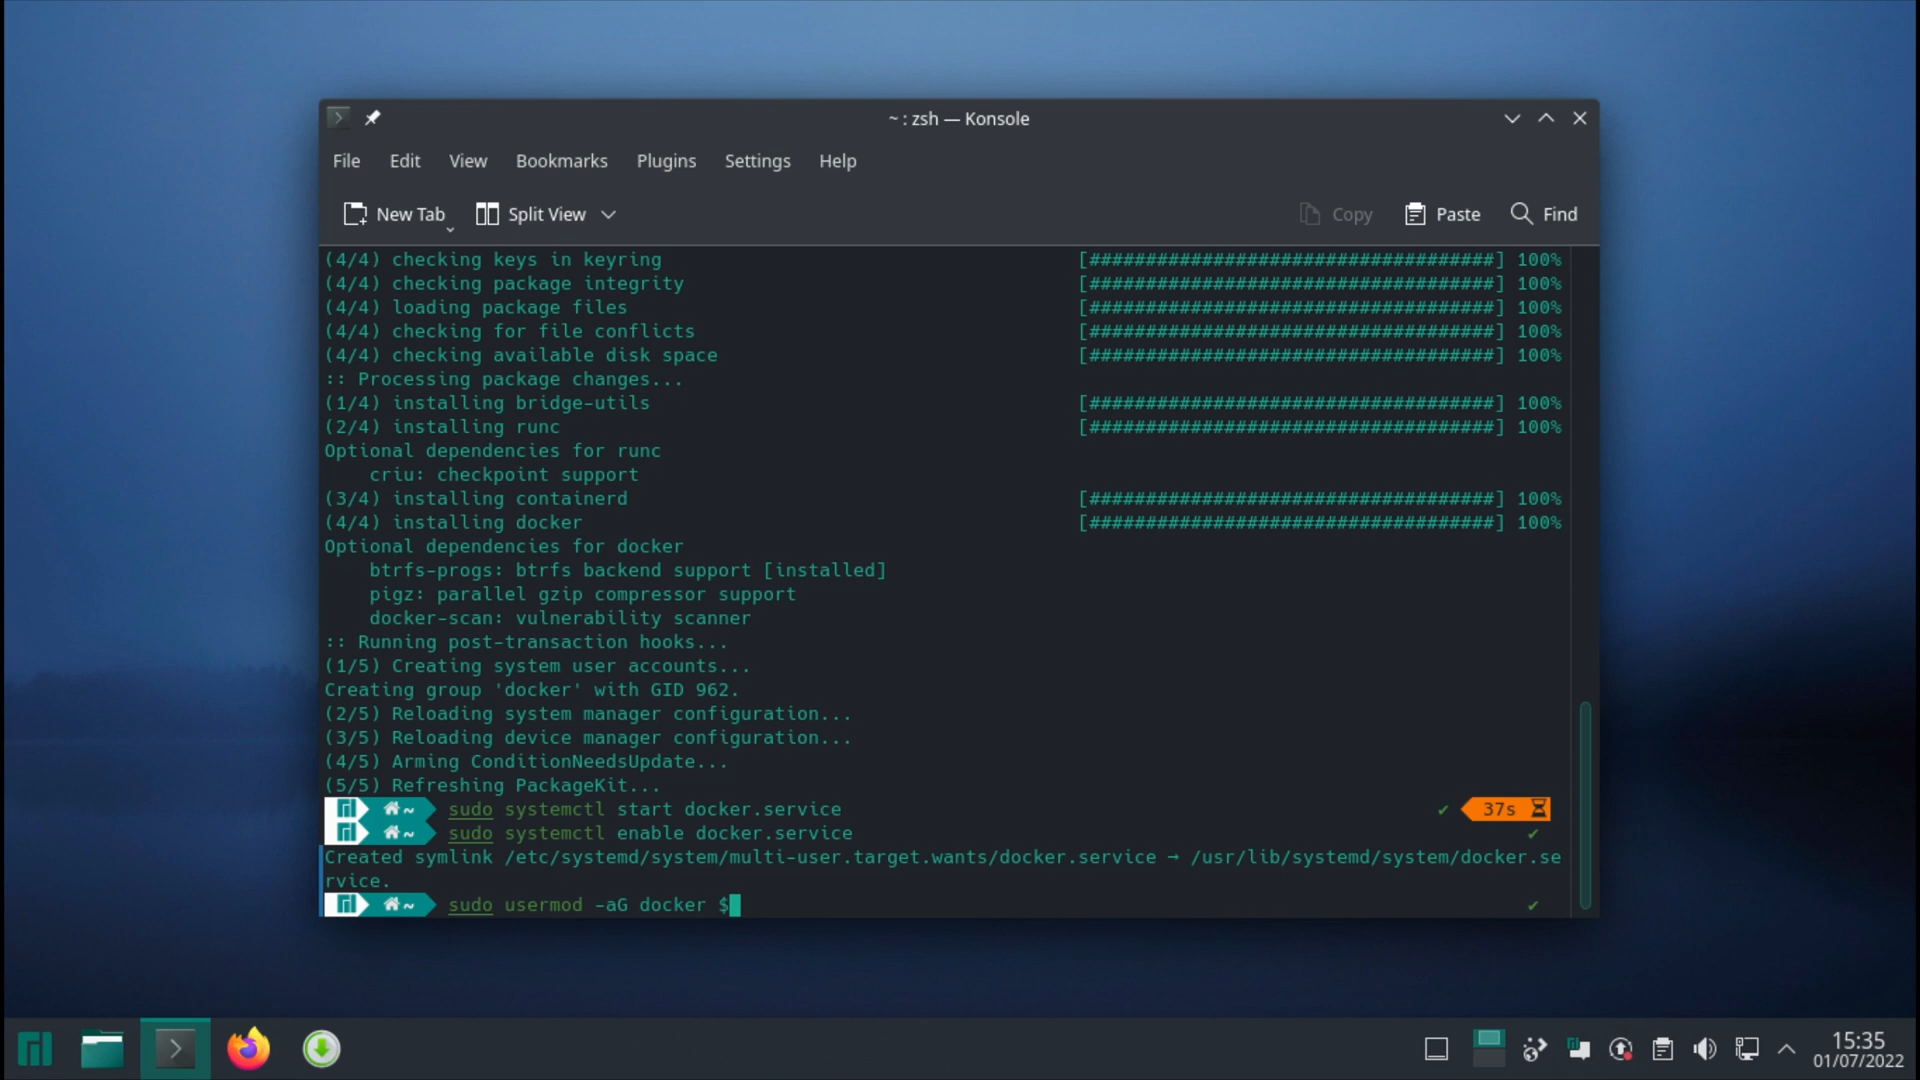 ~ : zsh — Konsole
File Edit View Bookmarks Plugins Settings Help
New Tab Split View Copy Paste Find
(4/4) checking keys in keyring [####################################] 100%
(4/4) checking package integrity [####################################] 100%
(4/4) loading package files [####################################] 100%
(4/4) checking for file conflicts [####################################] 100%
(4/4) checking available disk space [####################################] 100%
:: Processing package changes...
(1/4) installing bridge-utils [####################################] 100%
(2/4) installing runc [####################################] 100%
Optional dependencies for runc
criu: checkpoint support
(3/4) installing containerd [####################################] 100%
(4/4) installing docker [####################################] 100%
Optional dependencies for docker
btrfs-progs: btrfs backend support [installed]
pigz: parallel gzip compressor support
docker-scan: vulnerability scanner
:: Running post-transaction hooks...
(1/5) Creating system user accounts...
Creating group 'docker' with GID 962.
(2/5) Reloading system manager configuration...
(3/5) Reloading device manager configuration...
(4/5) Arming ConditionNeedsUpdate...
(5/5) Refreshing PackageKit...
~ sudo systemctl start docker.service ✔ 37s
~ sudo systemctl enable docker.service ✔
Created symlink /etc/systemd/system/multi-user.target.wants/docker.service → /usr/lib/systemd/system/docker.se
rvice.
~ sudo usermod -aG docker $ ✔
15:35
01/07/2022